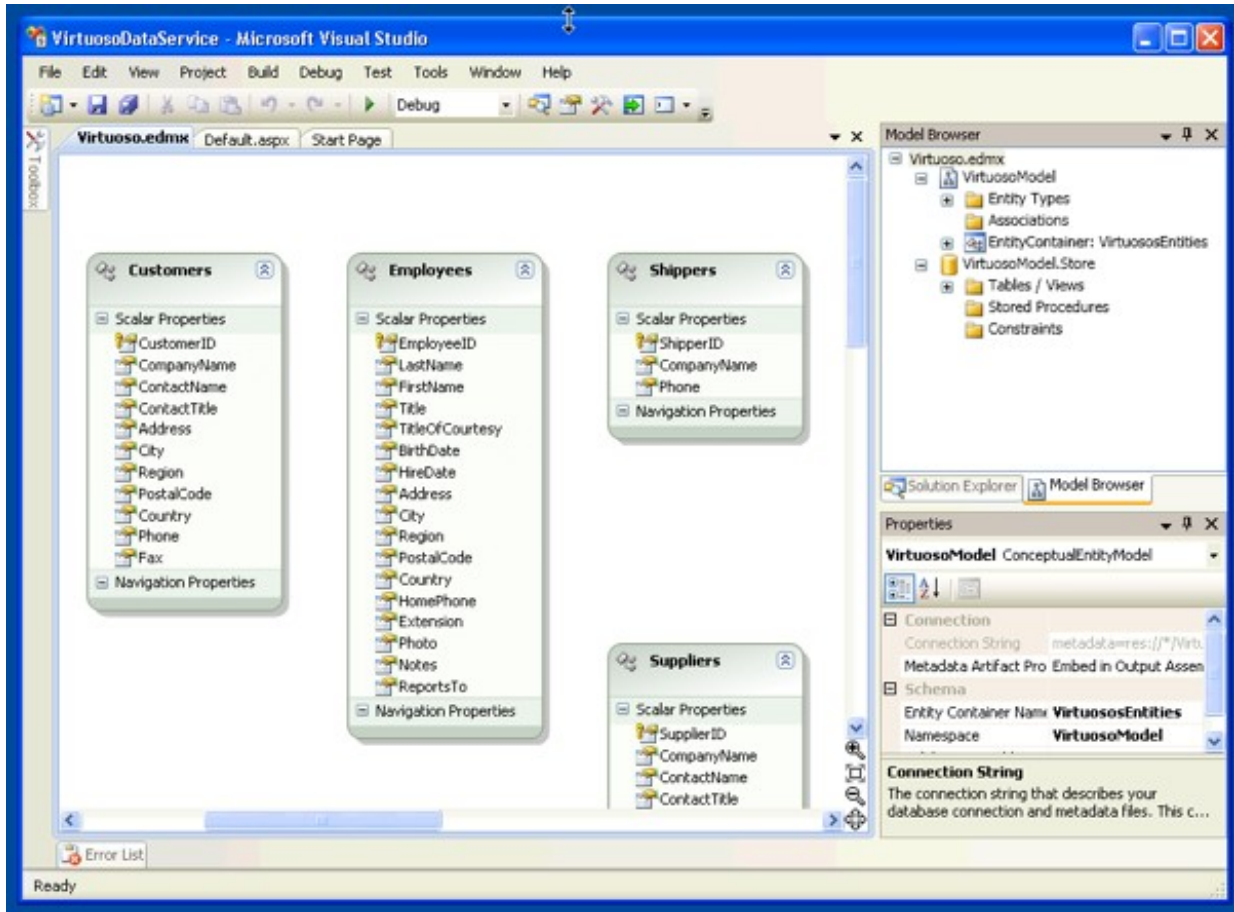 VirtuosoDataService - Microsoft Visual Studio
File Edit View Project Build Debug Test Tools Window Help
Debug
Toolbox
Virtuoso.edmx Default.aspx Start Page
Customers
Scalar Properties
CustomerID
CompanyName
ContactName
ContactTitle
Address
City
Region
PostalCode
Country
Phone
Fax
Navigation Properties
Employees
Scalar Properties
EmployeeID
LastName
FirstName
Title
TitleOfCourtesy
BirthDate
HireDate
Address
City
Region
PostalCode
Country
HomePhone
Extension
Photo
Notes
ReportsTo
Navigation Properties
Shippers
Scalar Properties
ShipperID
CompanyName
Phone
Navigation Properties
Suppliers
Scalar Properties
SupplierID
CompanyName
ContactName
ContactTitle
Model Browser
Virtuoso.edmx
VirtuosoModel
Entity Types
Associations
EntityContainer: VirtuososEntities
VirtuosoModel.Store
Tables / Views
Stored Procedures
Constraints
Solution Explorer Model Browser
Properties
VirtuosoModel ConceptualEntityModel
Connection
Connection String metadata=res://*/Virtu
Metadata Artifact Pro Embed in Output Assen
Schema
Entity Container Name VirtuososEntities
Namespace VirtuosoModel
Connection String
The connection string that describes your
database connection and metadata files. This c...
Error List
Ready